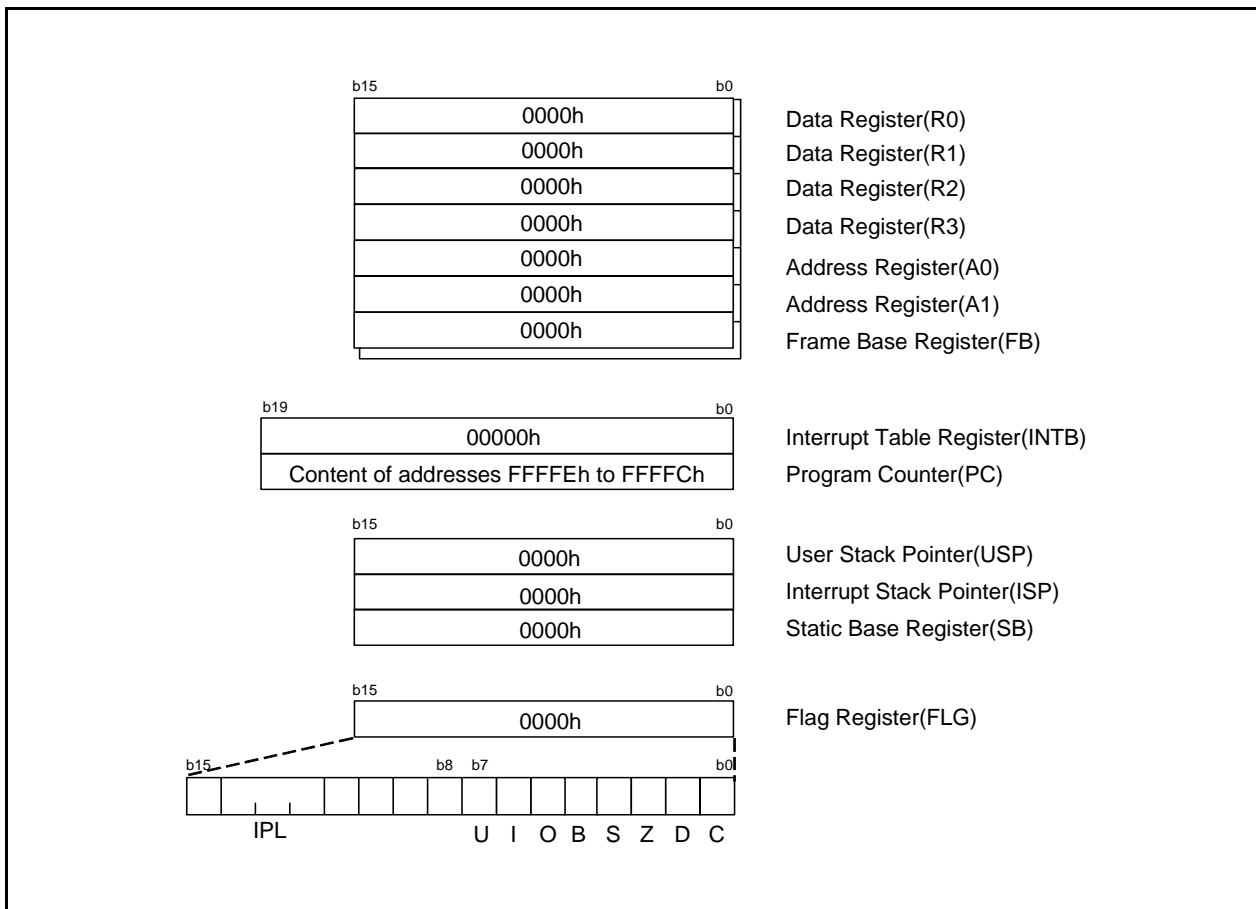 b15 b0
0000h Data Register(R0)
0000h Data Register(R1)
0000h Data Register(R2)
0000h Data Register(R3)
0000h Address Register(A0)
0000h Address Register(A1)
0000h Frame Base Register(FB)
b19 b0
00000h Interrupt Table Register(INTB)
Content of addresses FFFFEh to FFFFCh Program Counter(PC)
b15 b0
0000h User Stack Pointer(USP)
0000h Interrupt Stack Pointer(ISP)
0000h Static Base Register(SB)
b15 b0
0000h Flag Register(FLG)
b15 b8 b7 b0
IPL U I O B S Z D C